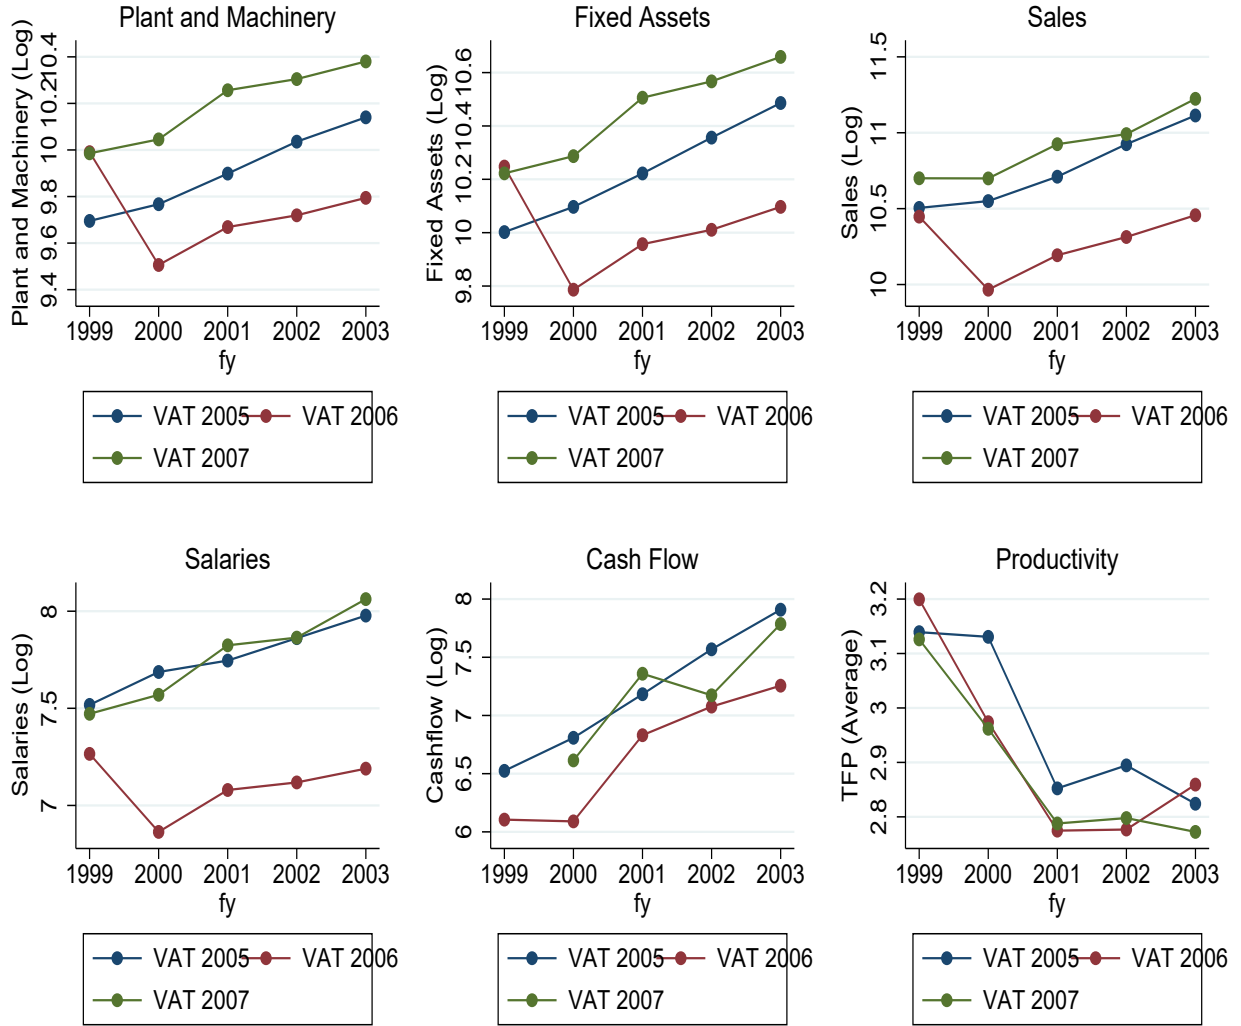 Plant and Machinery
Plant and Machinery (Log)
9.4 9.6 9.8 10 10.2 10.4
1999 2000 2001 2002 2003
fy
VAT 2005 VAT 2006
VAT 2007
Fixed Assets
Fixed Assets (Log)
9.8 10 10.2 10.4 10.6
1999 2000 2001 2002 2003
fy
VAT 2005 VAT 2006
VAT 2007
Sales
Sales (Log)
10 10.5 11 11.5
1999 2000 2001 2002 2003
fy
VAT 2005 VAT 2006
VAT 2007
Salaries
Salaries (Log)
7 7.5 8
1999 2000 2001 2002 2003
fy
VAT 2005 VAT 2006
VAT 2007
Cash Flow
Cashflow (Log)
6 6.5 7 7.5 8
1999 2000 2001 2002 2003
fy
VAT 2005 VAT 2006
VAT 2007
Productivity
TFP (Average)
2.8 2.9 3 3.1 3.2
1999 2000 2001 2002 2003
fy
VAT 2005 VAT 2006
VAT 2007